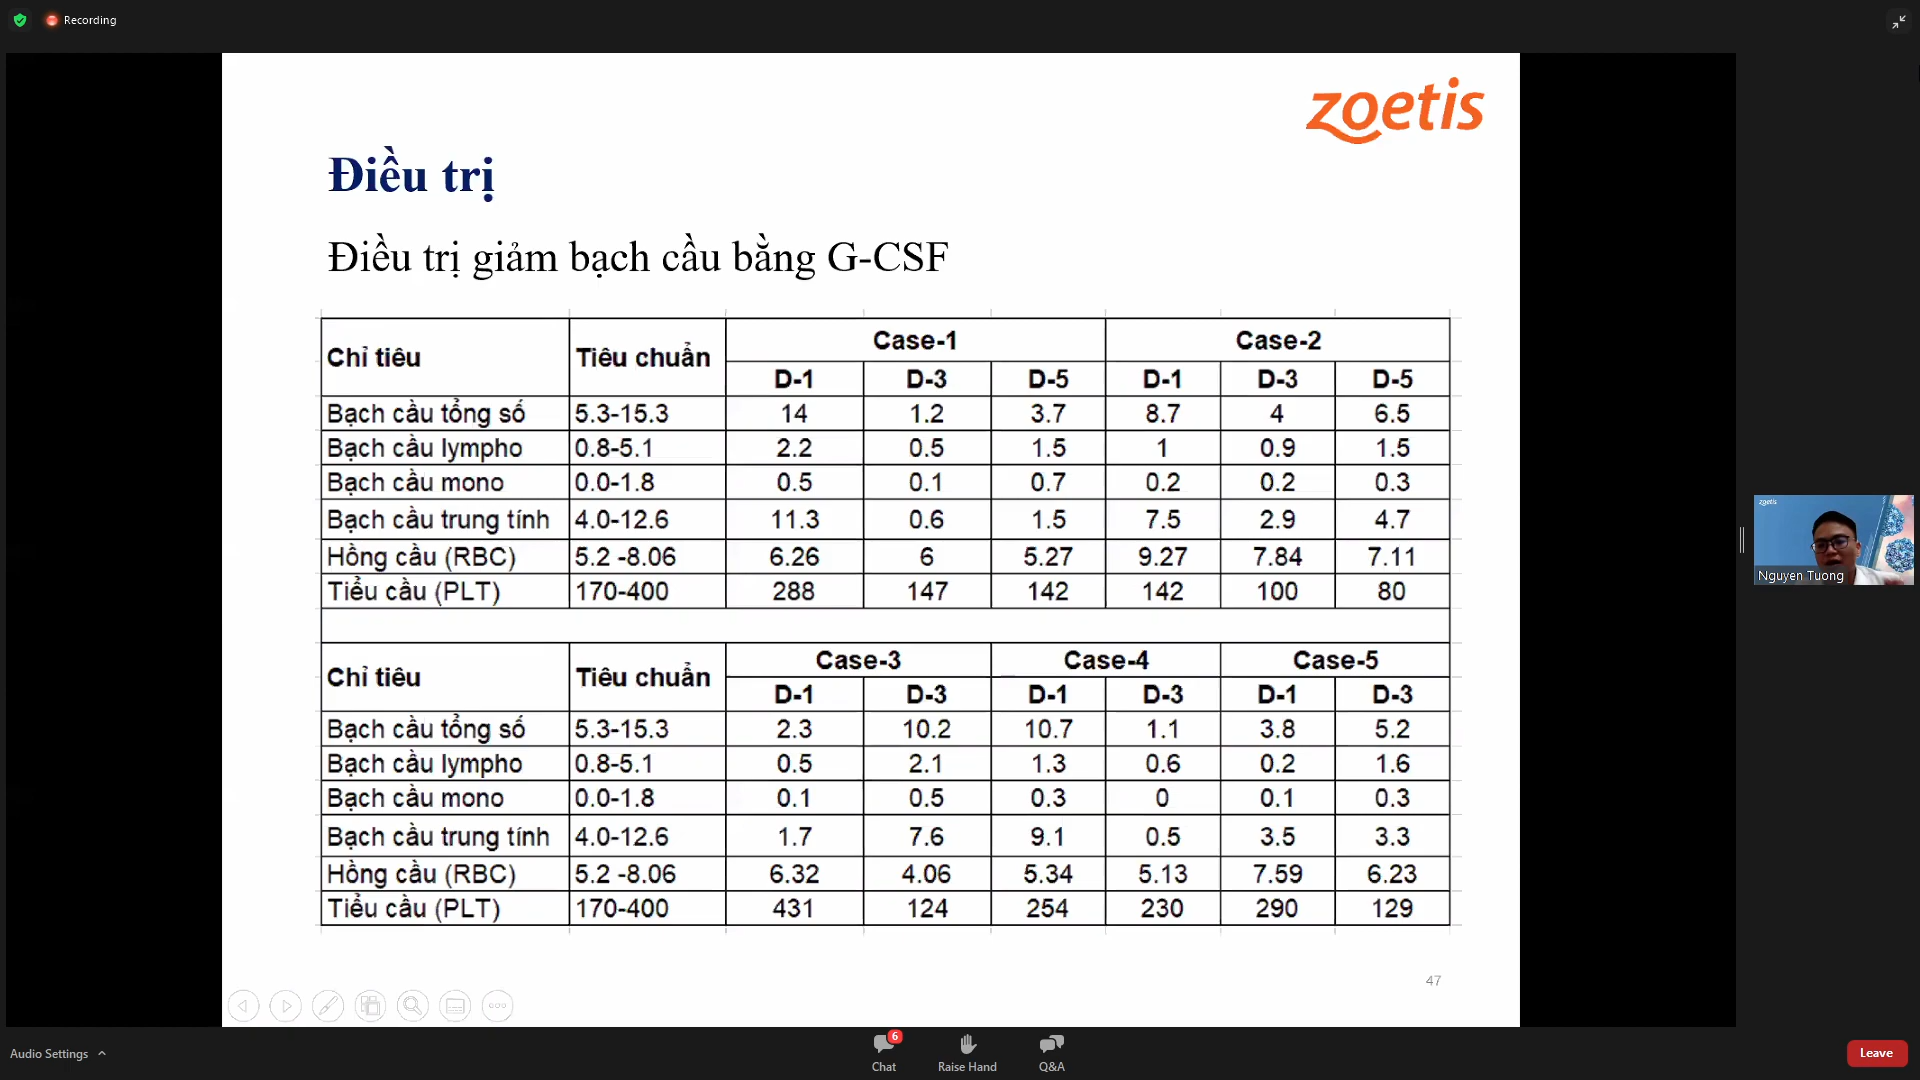 Recording
zoetis
Điều trị
Điều trị giảm bạch cầu bằng G-CSF
Chỉ tiêu Tiêu chuẩn Case-1 Case-2
D-1 D-3 D-5 D-1 D-3 D-5
Bạch cầu tổng số 5.3-15.3 14 1.2 3.7 8.7 4 6.5
Bạch cầu lympho 0.8-5.1 2.2 0.5 1.5 1 0.9 1.5
Bạch cầu mono 0.0-1.8 0.5 0.1 0.7 0.2 0.2 0.3
Bạch cầu trung tính 4.0-12.6 11.3 0.6 1.5 7.5 2.9 4.7
Hồng cầu (RBC) 5.2 -8.06 6.26 6 5.27 9.27 7.84 7.11
Tiểu cầu (PLT) 170-400 288 147 142 142 100 80
Chỉ tiêu Tiêu chuẩn Case-3 Case-4 Case-5
D-1 D-3 D-1 D-3 D-1 D-3
Bạch cầu tổng số 5.3-15.3 2.3 10.2 10.7 1.1 3.8 5.2
Bạch cầu lympho 0.8-5.1 0.5 2.1 1.3 0.6 0.2 1.6
Bạch cầu mono 0.0-1.8 0.1 0.5 0.3 0 0.1 0.3
Bạch cầu trung tính 4.0-12.6 1.7 7.6 9.1 0.5 3.5 3.3
Hồng cầu (RBC) 5.2 -8.06 6.32 4.06 5.34 5.13 7.59 6.23
Tiểu cầu (PLT) 170-400 431 124 254 230 290 129
47
zoetis
Nguyen Tuong
Audio Settings
6
Chat
Raise Hand
Q&A
Leave